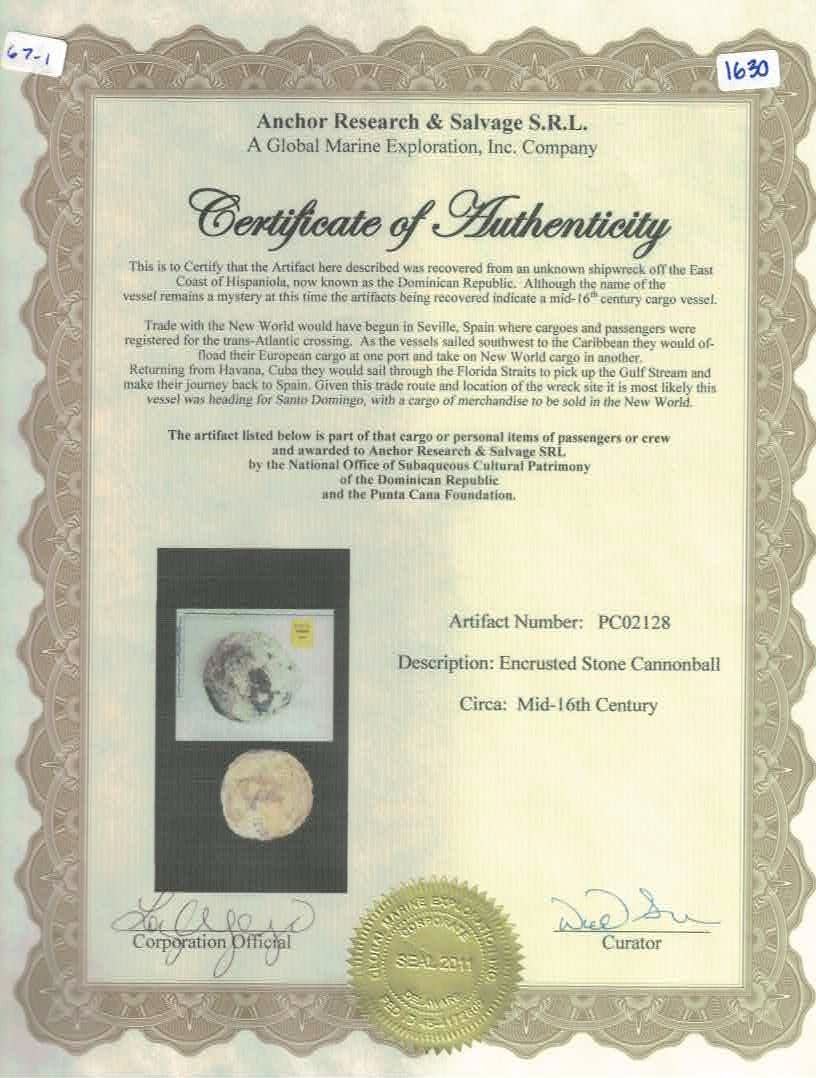 67-1
1630
Anchor Research & Salvage S.R.L.
A Global Marine Exploration, Inc. Company
Certificate of Authenticity
This is to Certify that the Artifact here described was recovered from an unknown shipwreck off the East
Coast of Hispaniola, now known as the Dominican Republic. Although the name of the
vessel remains a mystery at this time the artifacts being recovered indicate a mid-16th century cargo vessel.
Trade with the New World would have begun in Seville, Spain where cargoes and passengers were
registered for the trans-Atlantic crossing. As the vessels sailed southwest to the Caribbean they would of-
fload their European cargo at one port and take on New World cargo in another.
Returning from Havana, Cuba they would sail through the Florida Straits to pick up the Gulf Stream and
make their journey back to Spain. Given this trade route and location of the wreck site it is most likely this
vessel was heading for Santo Domingo, with a cargo of merchandise to be sold in the New World.
The artifact listed below is part of that cargo or personal items of passengers or crew
and awarded to Anchor Research & Salvage SRL
by the National Office of Subaqueous Cultural Patrimony
of the Dominican Republic
and the Punta Cana Foundation.
Artifact Number: PC02128
Description: Encrusted Stone Cannonball
Circa: Mid-16th Century
Corporation Official
GLOBAL MARINE EXPLORATION, INC
CORPORATE
SEAL 2011
DELAWARE
Curator